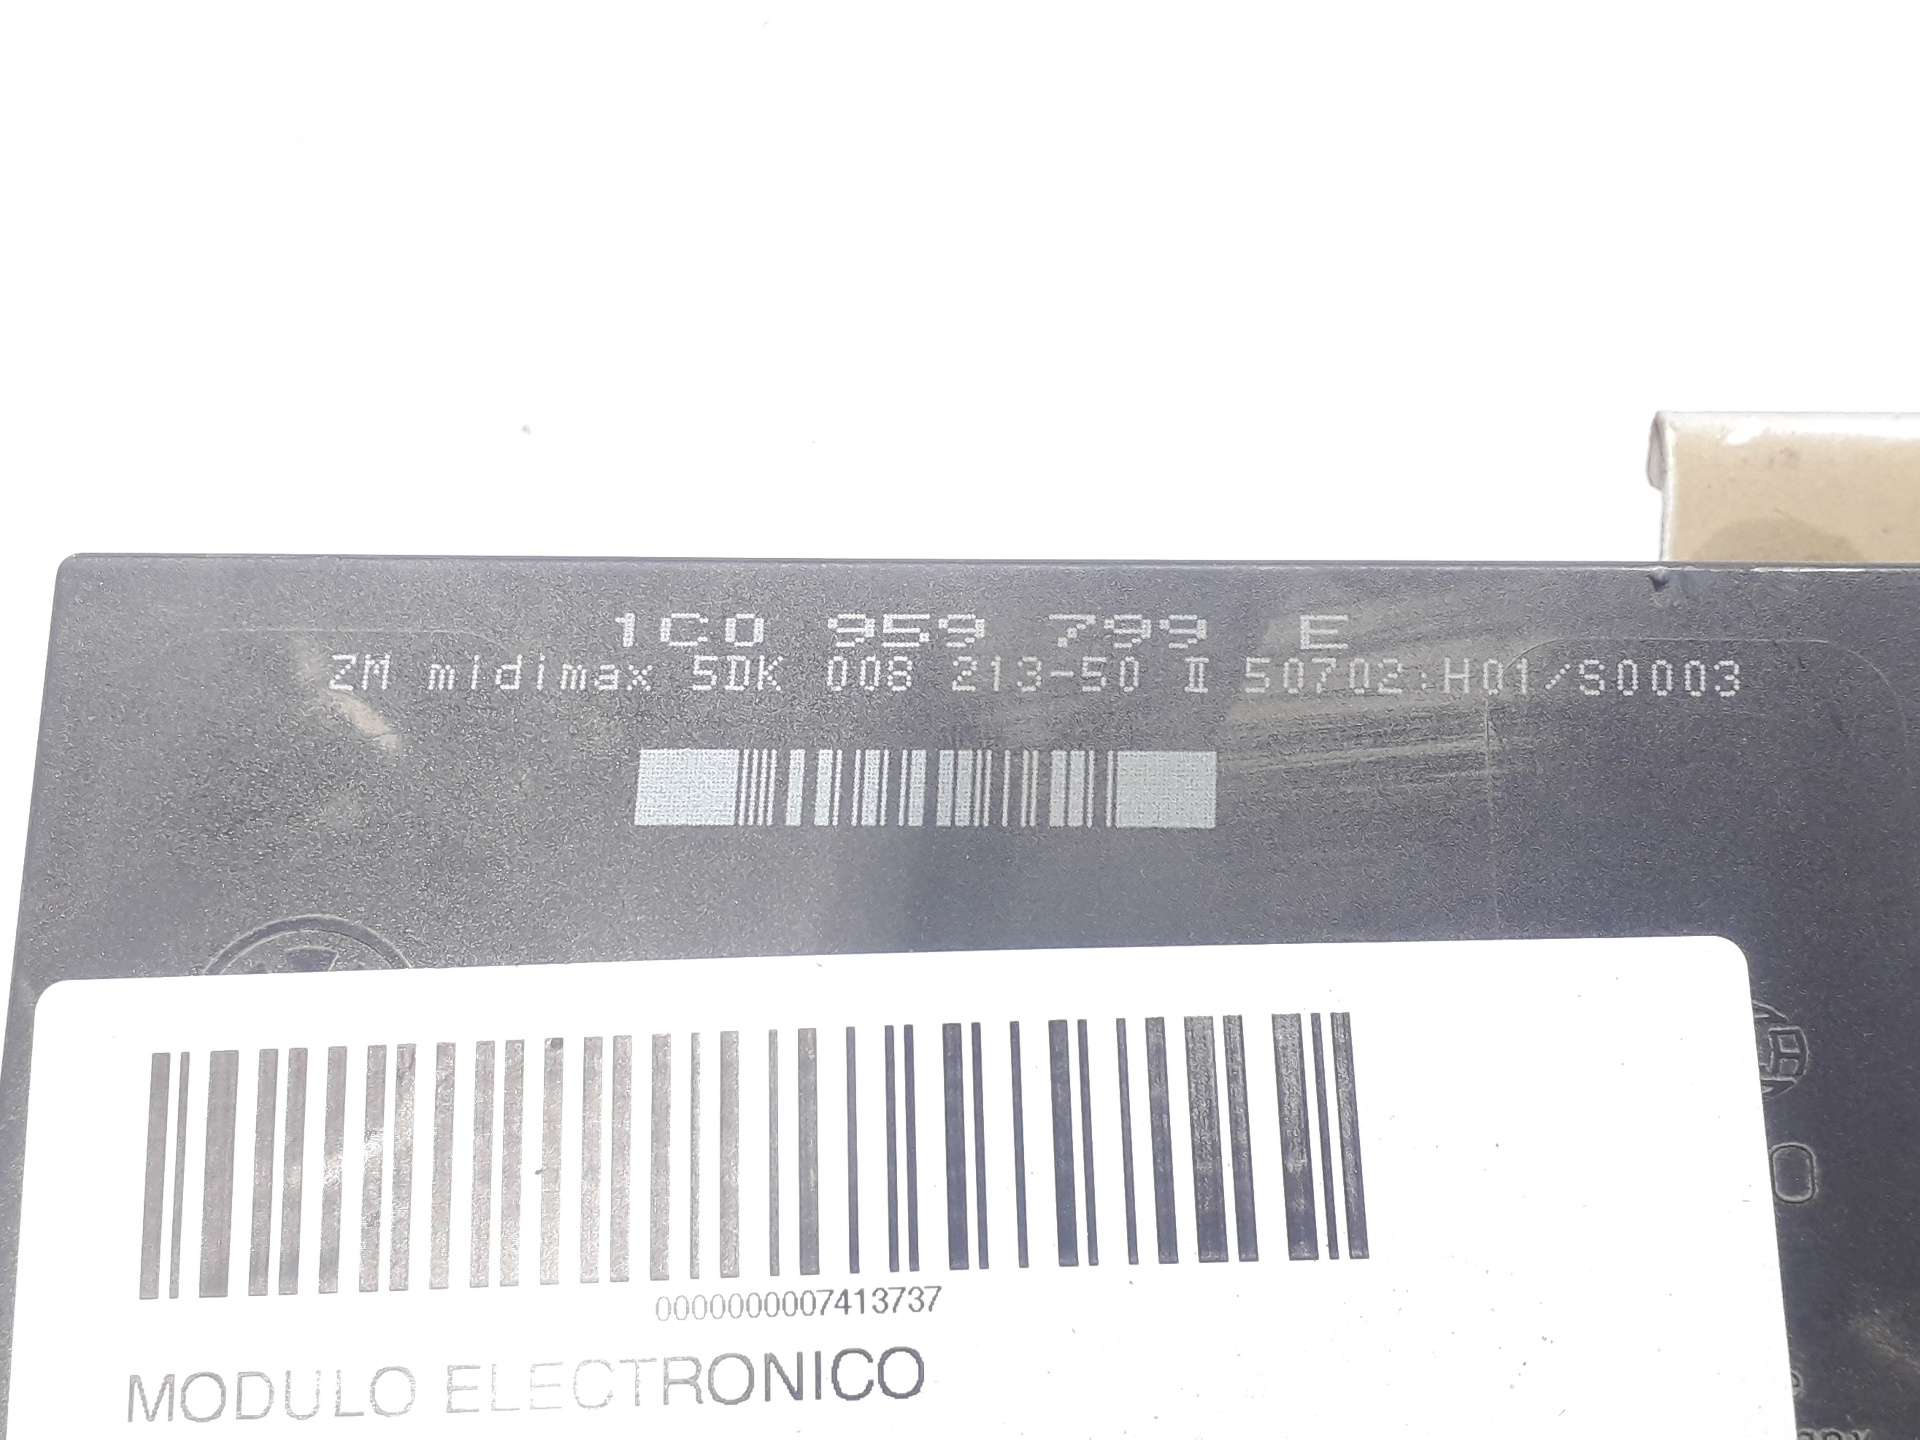 1C0 959 799 E
ZM midimax 5DK 008 213-50 II 50702:H01/S0003
0000000007413737
MODULO ELECTRONICO